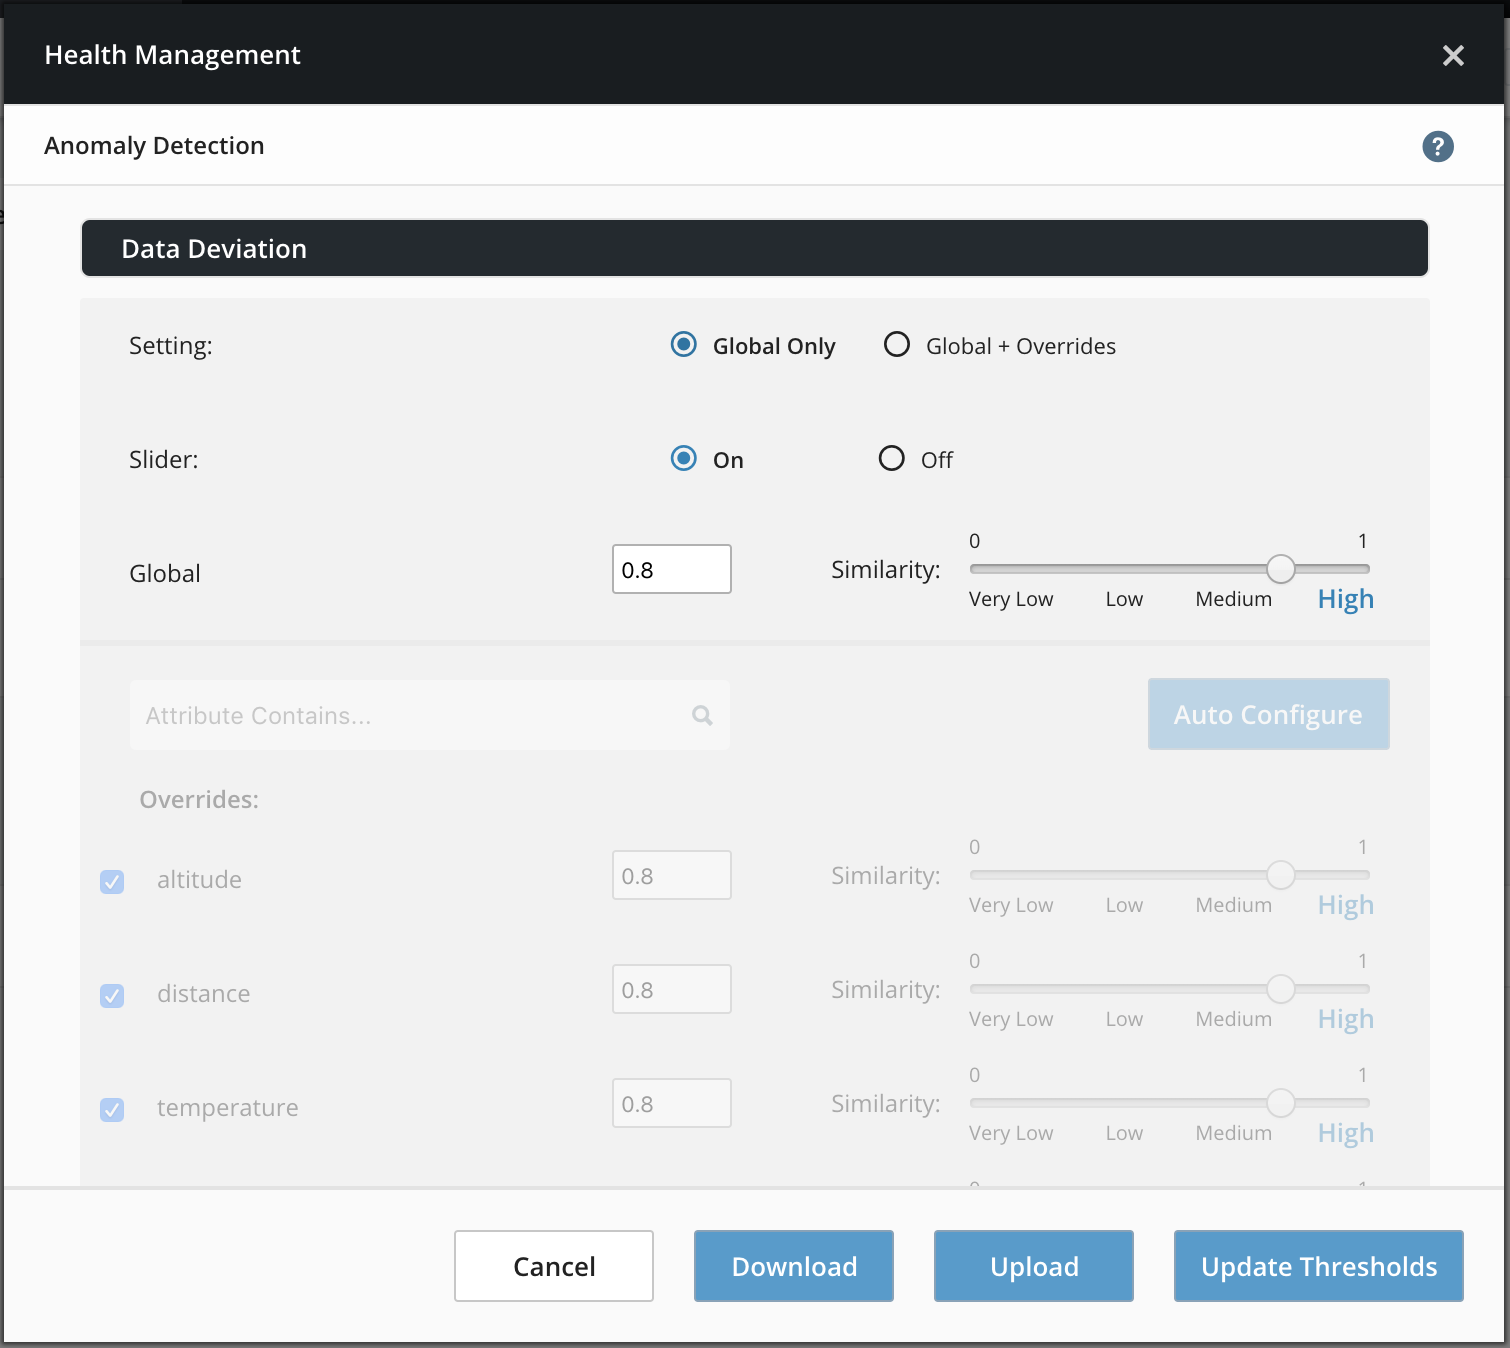 Health Management
Anomaly Detection
?
Data Deviation
Setting: Global Only Global + Overrides
Slider: On Off
0 1
Global 0.8 Similarity:
Very Low Low Medium High
Attribute Contains... Auto Configure
Overrides:
0 1
altitude 0.8 Similarity:
Very Low Low Medium High
0 1
distance 0.8 Similarity:
Very Low Low Medium High
0 1
temperature 0.8 Similarity:
Very Low Low Medium High
Cancel Download Upload Update Thresholds